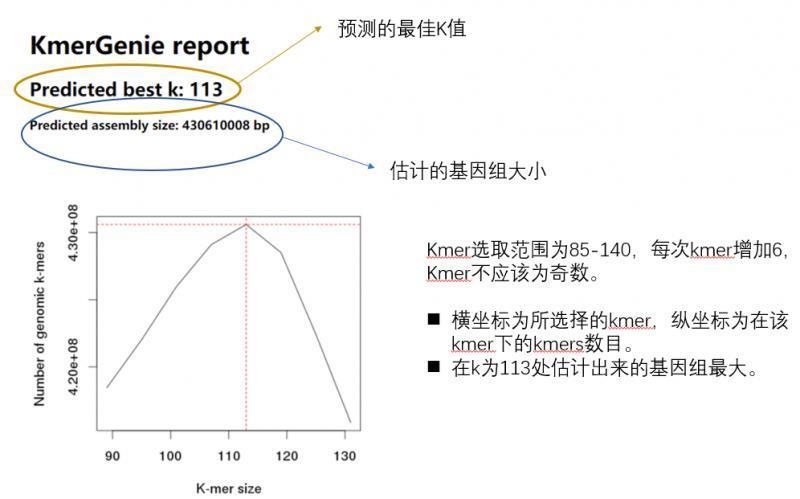 KmerGenie report
预测的最佳K值
Predicted best k: 113
Predicted assembly size: 430610008 bp
估计的基因组大小
Number of genomic k-mers
4.30e+08
4.20e+08
90 100 110 120 130
K-mer size
Kmer选取范围为85-140，每次kmer增加6,
Kmer不应该为奇数。
■ 横坐标为所选择的kmer，纵坐标为在该
kmer下的kmers数目。
■ 在k为113处估计出来的基因组最大。